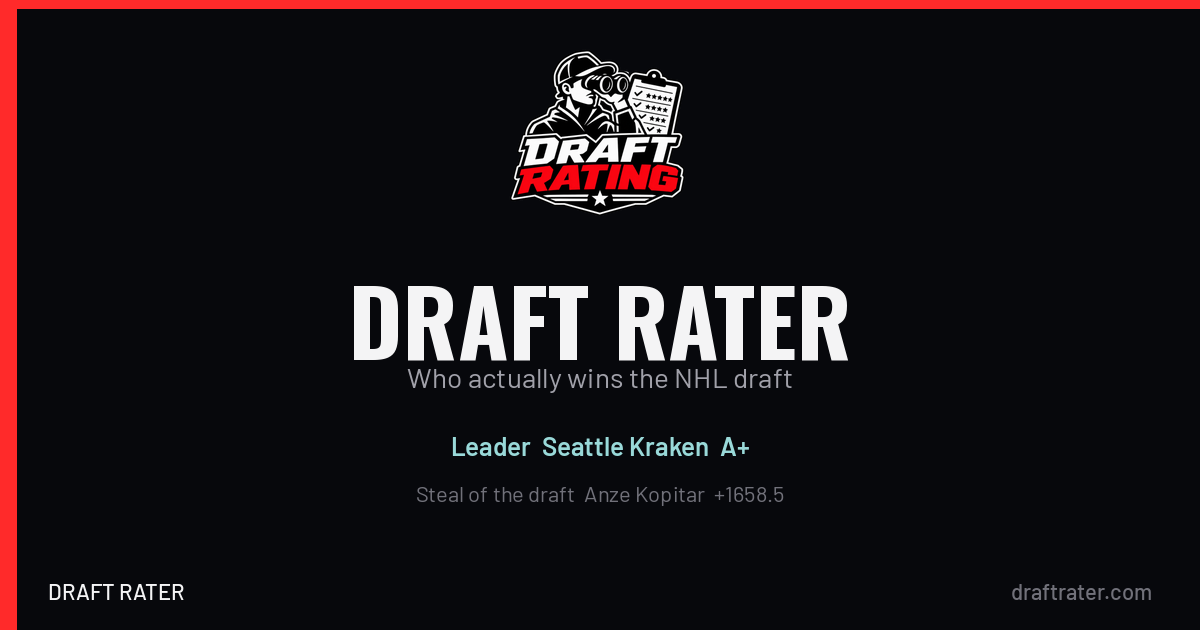 DRAFT
RATING
DRAFT RATER
Who actually wins the NHL draft
Leader Seattle Kraken A+
Steal of the draft Anze Kopitar +1658.5
DRAFT RATER
draftrater.com